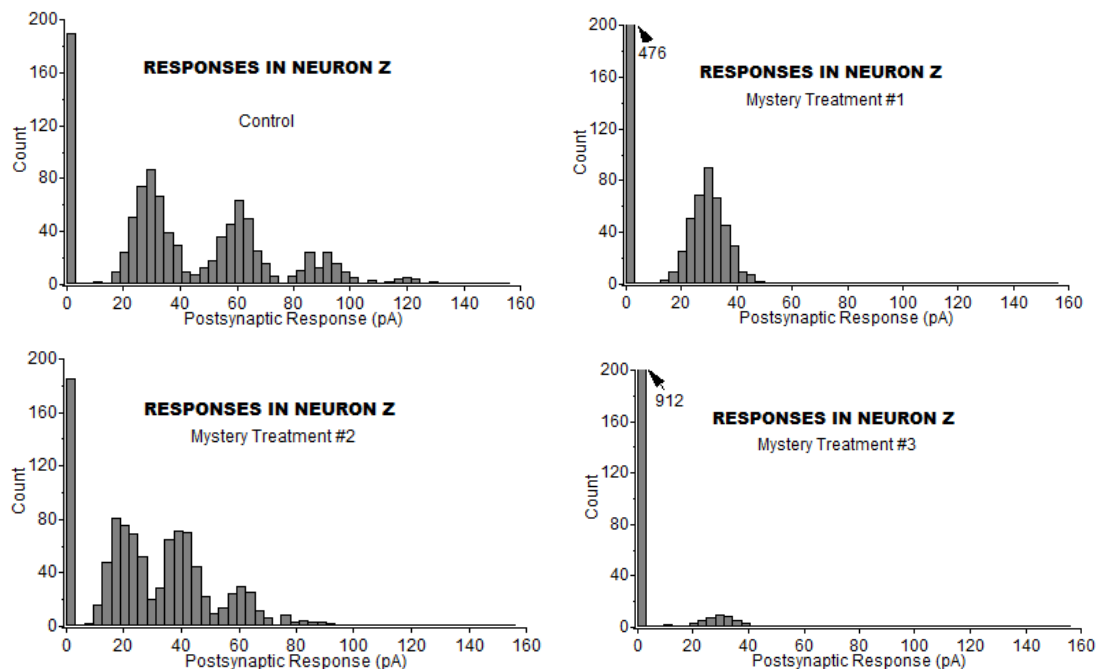 200
160
120
80
40
0
Count
RESPONSES IN NEURON Z
Control
0 20 40 60 80 100 120 140 160
Postsynaptic Response (pA)
200
160
120
80
40
0
Count
476
RESPONSES IN NEURON Z
Mystery Treatment #1
0 20 40 60 80 100 120 140 160
Postsynaptic Response (pA)
200
160
120
80
40
0
Count
RESPONSES IN NEURON Z
Mystery Treatment #2
0 20 40 60 80 100 120 140 160
Postsynaptic Response (pA)
200
160
120
80
40
0
Count
912
RESPONSES IN NEURON Z
Mystery Treatment #3
0 20 40 60 80 100 120 140 160
Postsynaptic Response (pA)